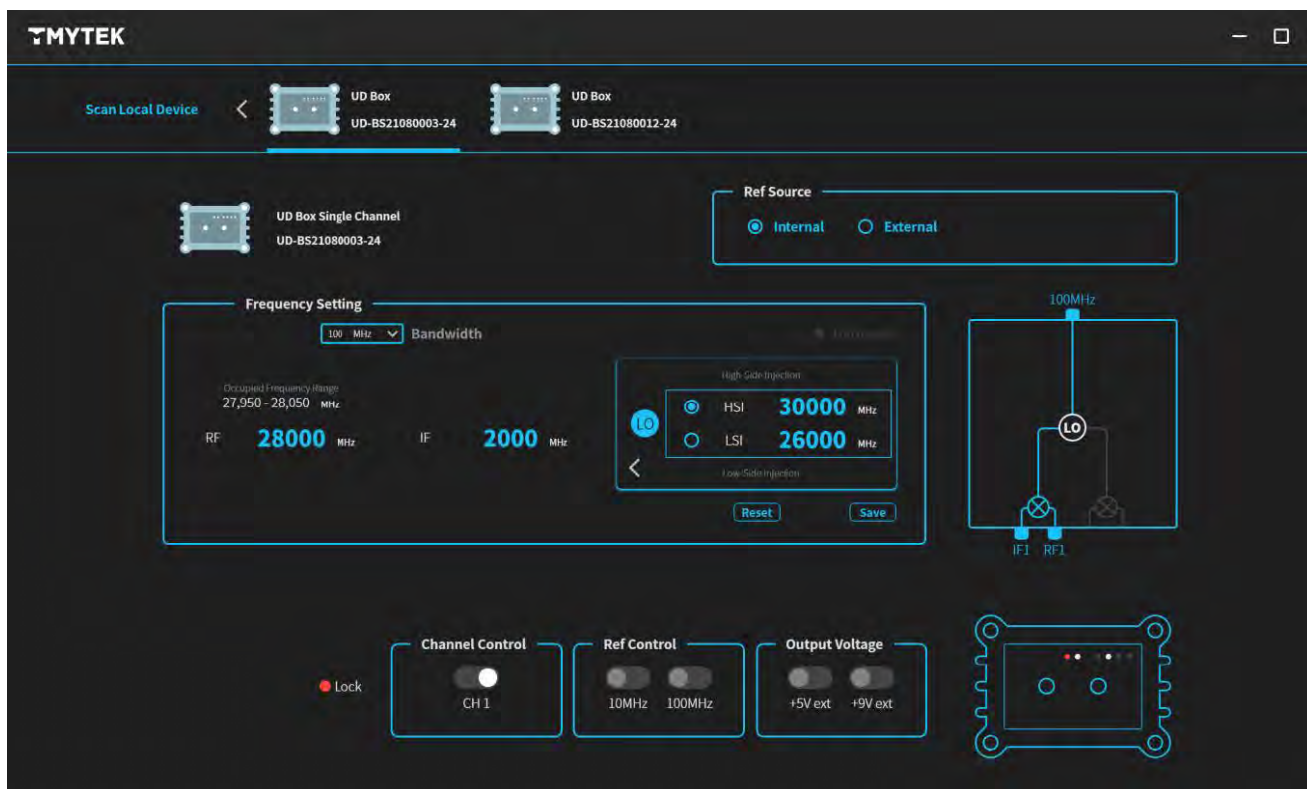 TMYTEK
Scan Local Device
UD Box
UD-BS21080003-24
UD Box
UD-BS21080012-24
UD Box Single Channel
UD-BS21080003-24
Ref Source
Internal
External
Frequency Setting
100 MHz Bandwidth
Occupied Frequency Range
27,950 - 28,050 MHz
RF 28000 MHz
IF 2000 MHz
LO
High-Side Injection
HSI 30000 MHz
LSI 26000 MHz
Low-Side Injection
Reset
Save
100MHz
LO
IF1 RF1
Lock
Channel Control
CH 1
Ref Control
10MHz 100MHz
Output Voltage
+5V ext +9V ext